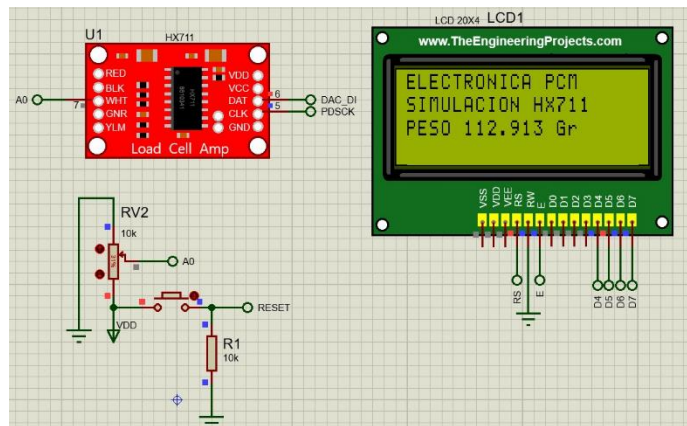 U1
HX711
RED
BLK
WHT
GNR
YLM
VDD
VCC
DAT
CLK
GND
A0
7
6
5
DAC_DI
PDSCK
Load Cell Amp
LCD 20X4 LCD1
www.TheEngineeringProjects.com
ELECTRONICA PCM
SIMULACION HX711
PESO 112.913 Gr
VSS
VDD
VEE
RS
RW
E
D0
D1
D2
D3
D4
D5
D6
D7
RS
E
D4
D5
D6
D7
RV2
10k
A0
VDD
RESET
R1
10k